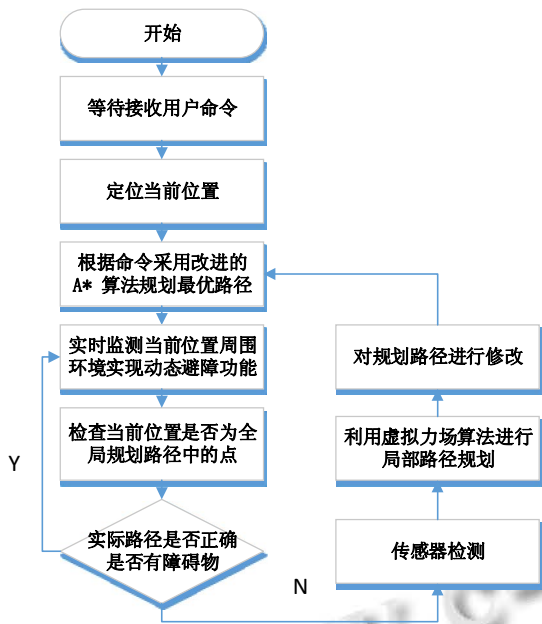 开始
等待接收用户命令
定位当前位置
根据命令采用改进的
A* 算法规划最优路径
实时监测当前位置周围
环境实现动态避障功能
检查当前位置是否为全
局规划路径中的点
实际路径是否正确
是否有障碍物
Y
N
传感器检测
利用虚拟力场算法进行
局部路径规划
对规划路径进行修改